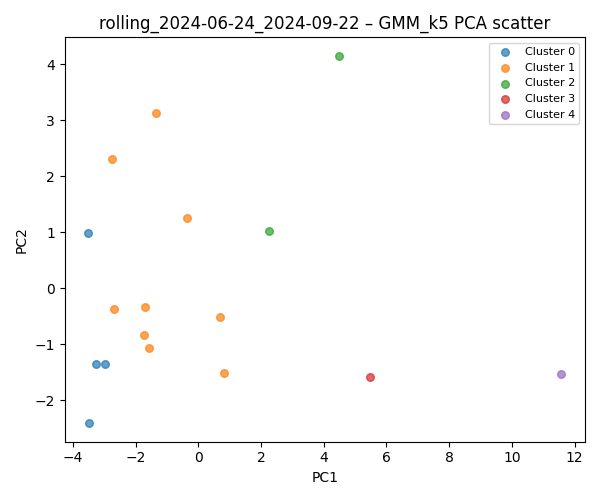 rolling_2024-06-24_2024-09-22 – GMM_k5 PCA scatter
Cluster 0
Cluster 1
Cluster 2
Cluster 3
Cluster 4
PC2
4
3
2
1
0
−1
−2
−4 −2 0 2 4 6 8 10 12
PC1